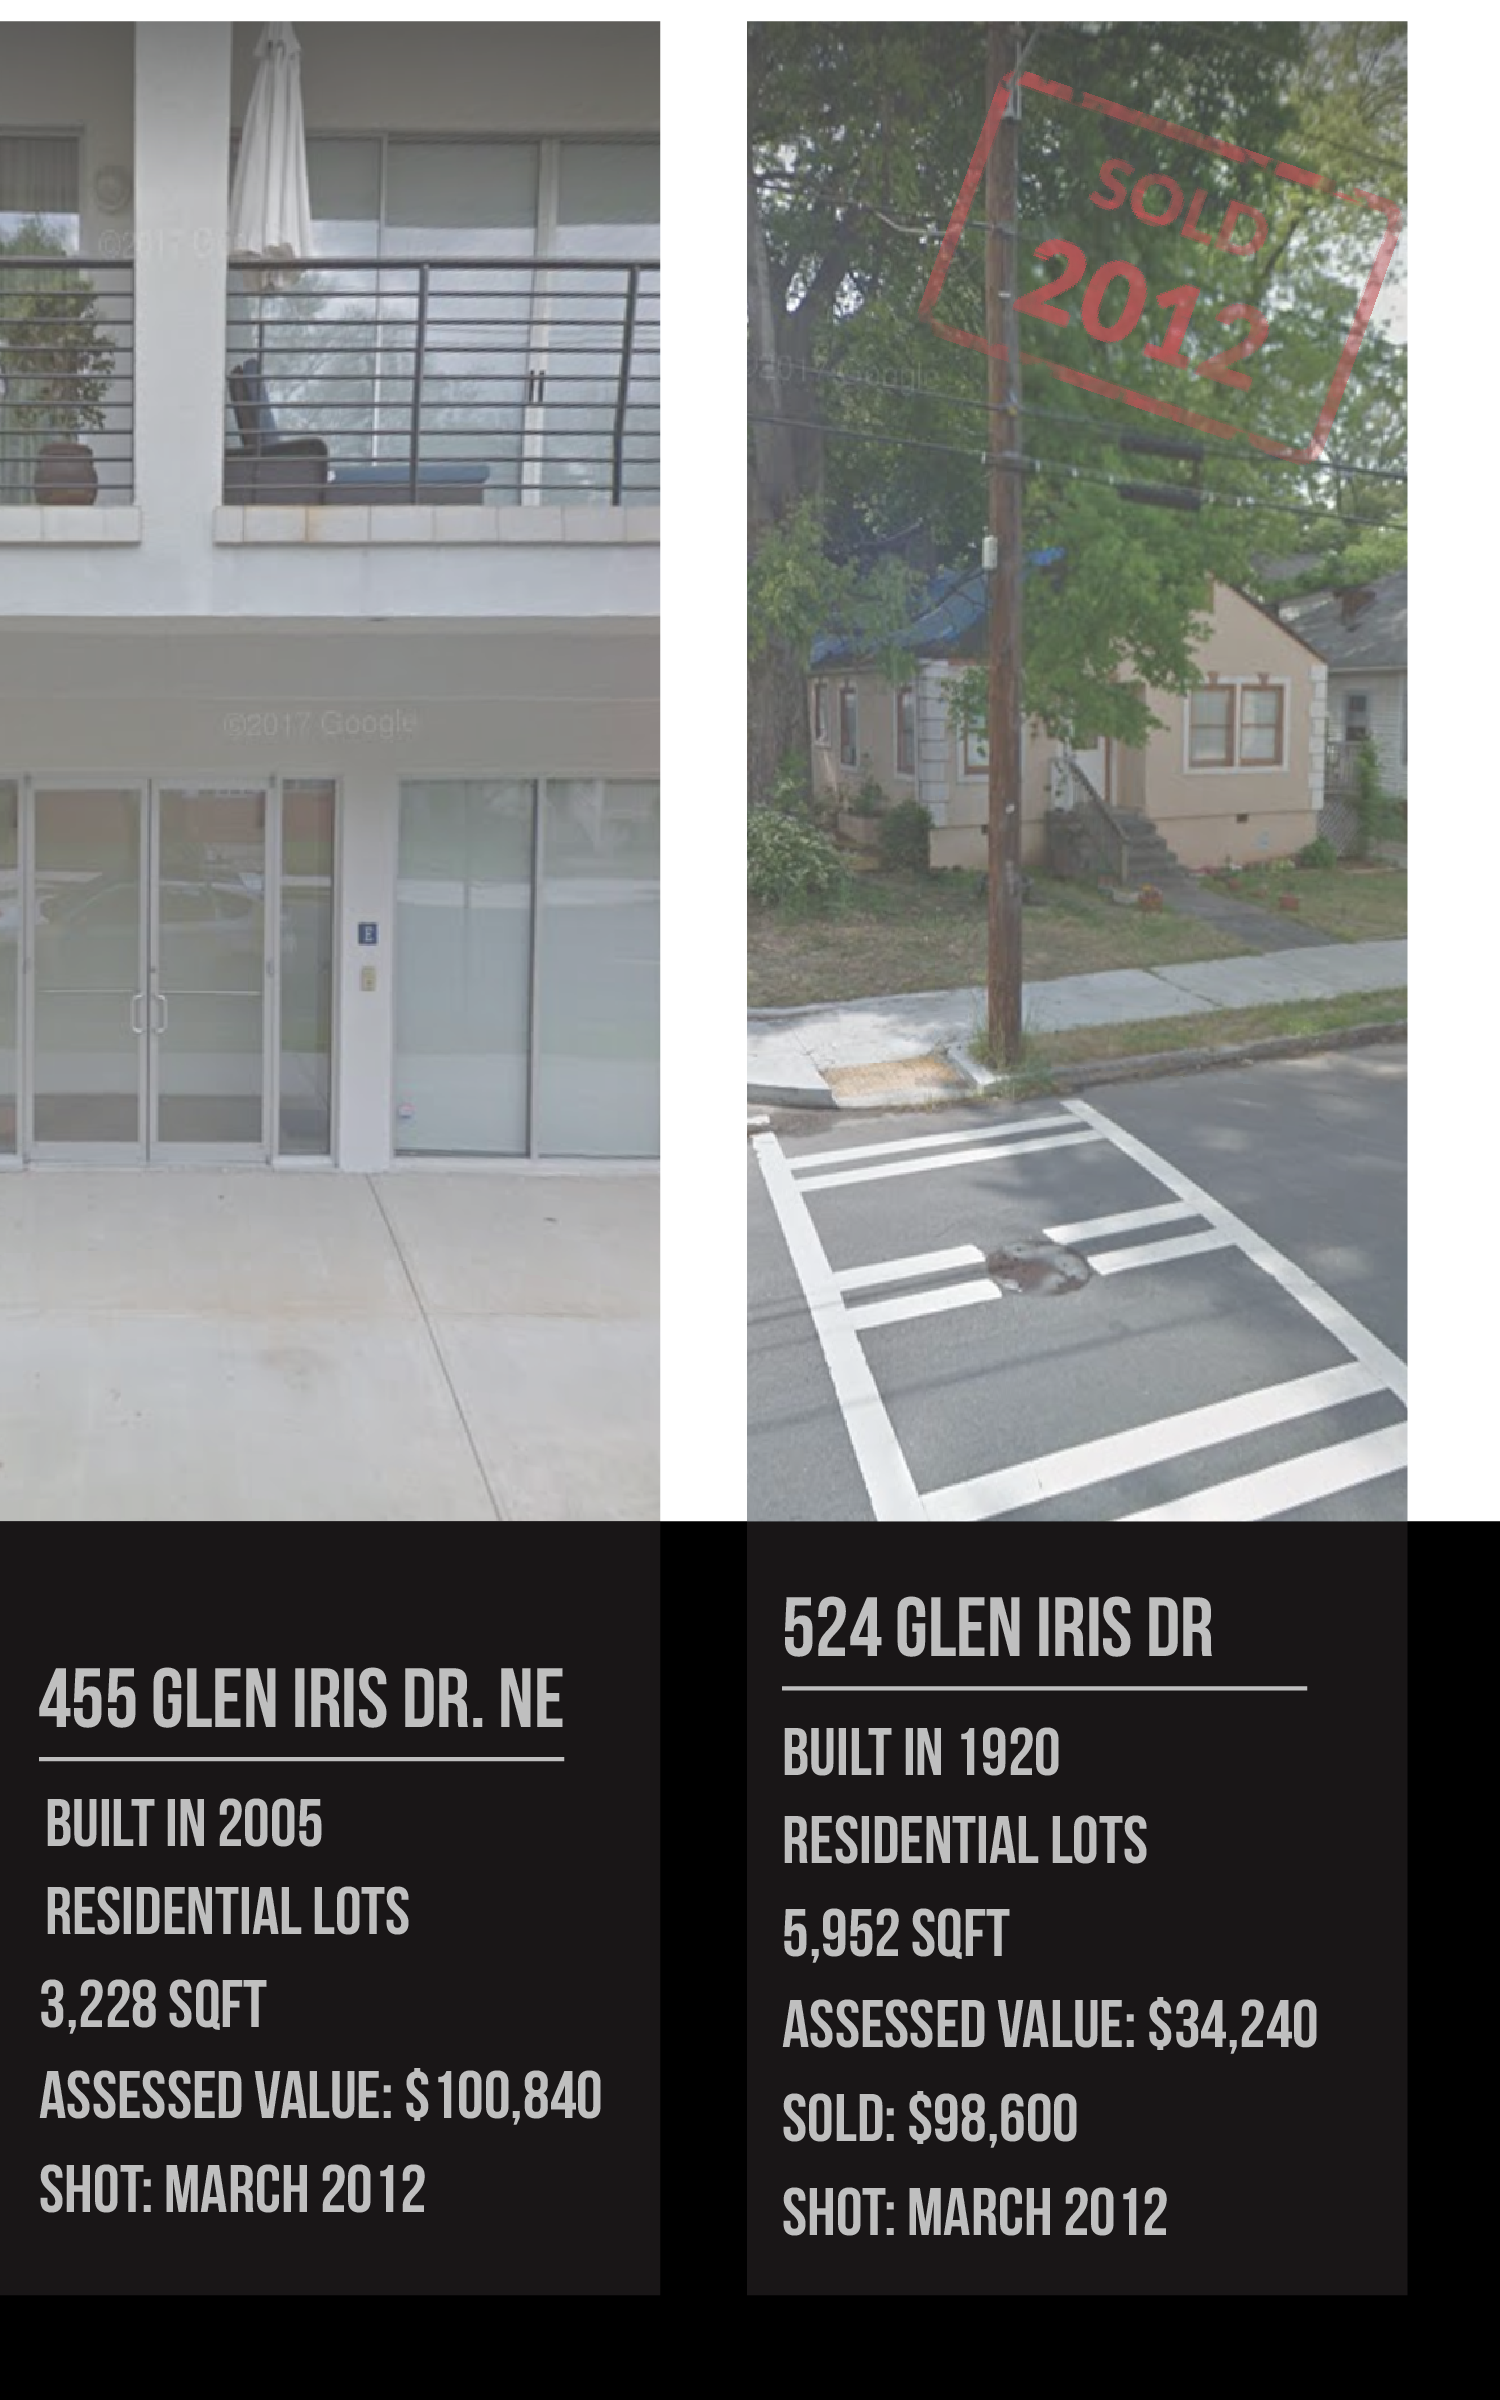 ©2017 Google
©2017 Google
455 GLEN IRIS DR. NE
BUILT IN 2005
RESIDENTIAL LOTS
3,228 SQFT
ASSESSED VALUE: $100,840
SHOT: MARCH 2012
SOLD
2012
©2017 Google
524 GLEN IRIS DR
BUILT IN 1920
RESIDENTIAL LOTS
5,952 SQFT
ASSESSED VALUE: $34,240
SOLD: $98,600
SHOT: MARCH 2012